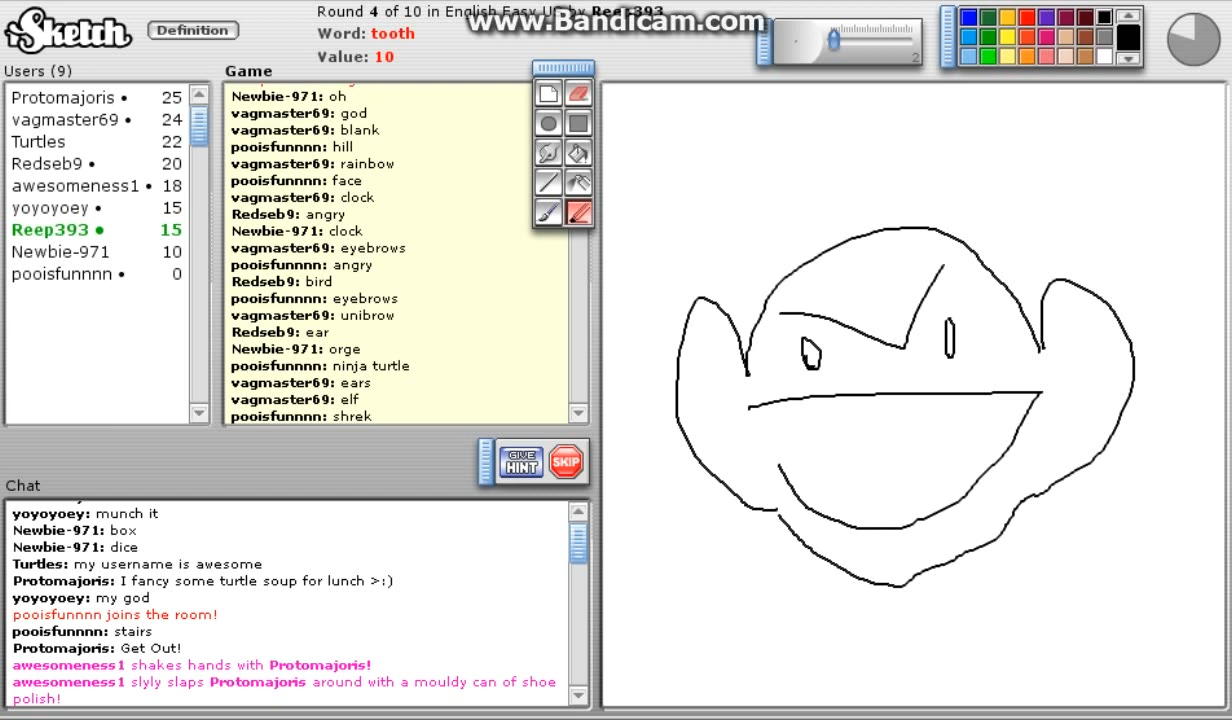 iSketch
Definition
Round 4 of 10 in English Easy UG by Reep393
www.Bandicam.com
Word: tooth
Value: 10
2
Users (9)
Protomajoris • 25
vagmaster69 • 24
Turtles 22
Redseb9 • 20
awesomeness1 • 18
yoyoyoey • 15
Reep393 • 15
Newbie-971 10
pooisfunnnn • 0
Game
Newbie-971: oh
vagmaster69: god
vagmaster69: blank
pooisfunnnn: hill
vagmaster69: rainbow
pooisfunnnn: face
vagmaster69: clock
Redseb9: angry
Newbie-971: clock
vagmaster69: eyebrows
pooisfunnnn: angry
Redseb9: bird
pooisfunnnn: eyebrows
vagmaster69: unibrow
Redseb9: ear
Newbie-971: orge
pooisfunnnn: ninja turtle
vagmaster69: ears
vagmaster69: elf
pooisfunnnn: shrek
GIVE
HINT
SKIP
Chat
yoyoyoey: munch it
Newbie-971: box
Newbie-971: dice
Turtles: my username is awesome
Protomajoris: I fancy some turtle soup for lunch >:)
yoyoyoey: my god
pooisfunnnn joins the room!
pooisfunnnn: stairs
Protomajoris: Get Out!
awesomeness1 shakes hands with Protomajoris!
awesomeness1 slyly slaps Protomajoris around with a mouldy can of shoe
polish!